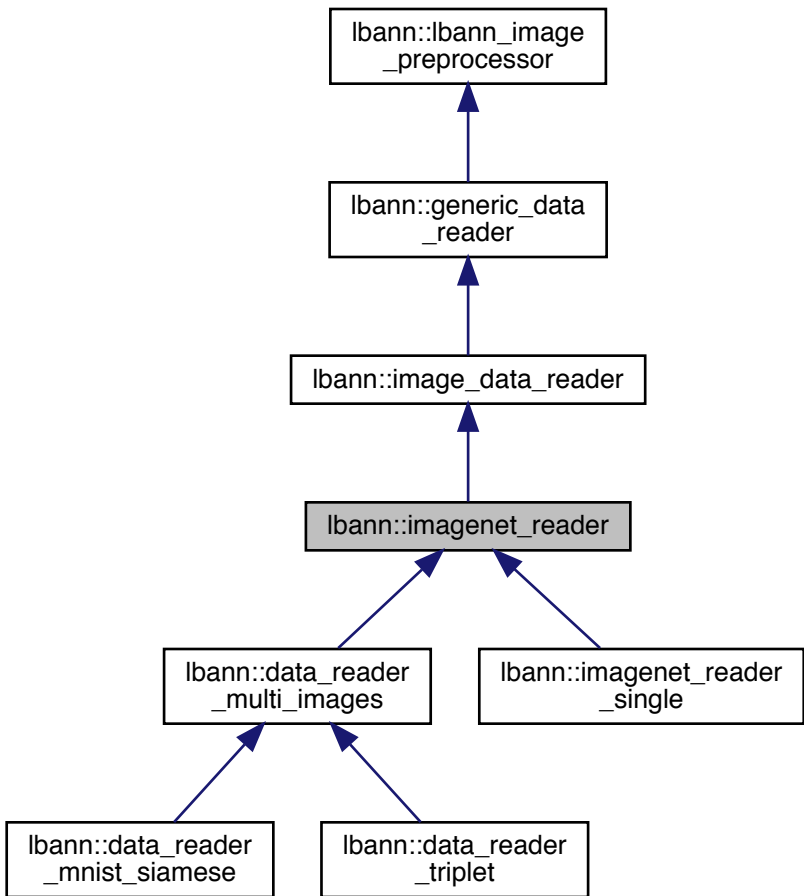 lbann::lbann_image
_preprocessor
lbann::generic_data
_reader
lbann::image_data_reader
lbann::imagenet_reader
lbann::data_reader
_multi_images
lbann::imagenet_reader
_single
lbann::data_reader
_mnist_siamese
lbann::data_reader
_triplet